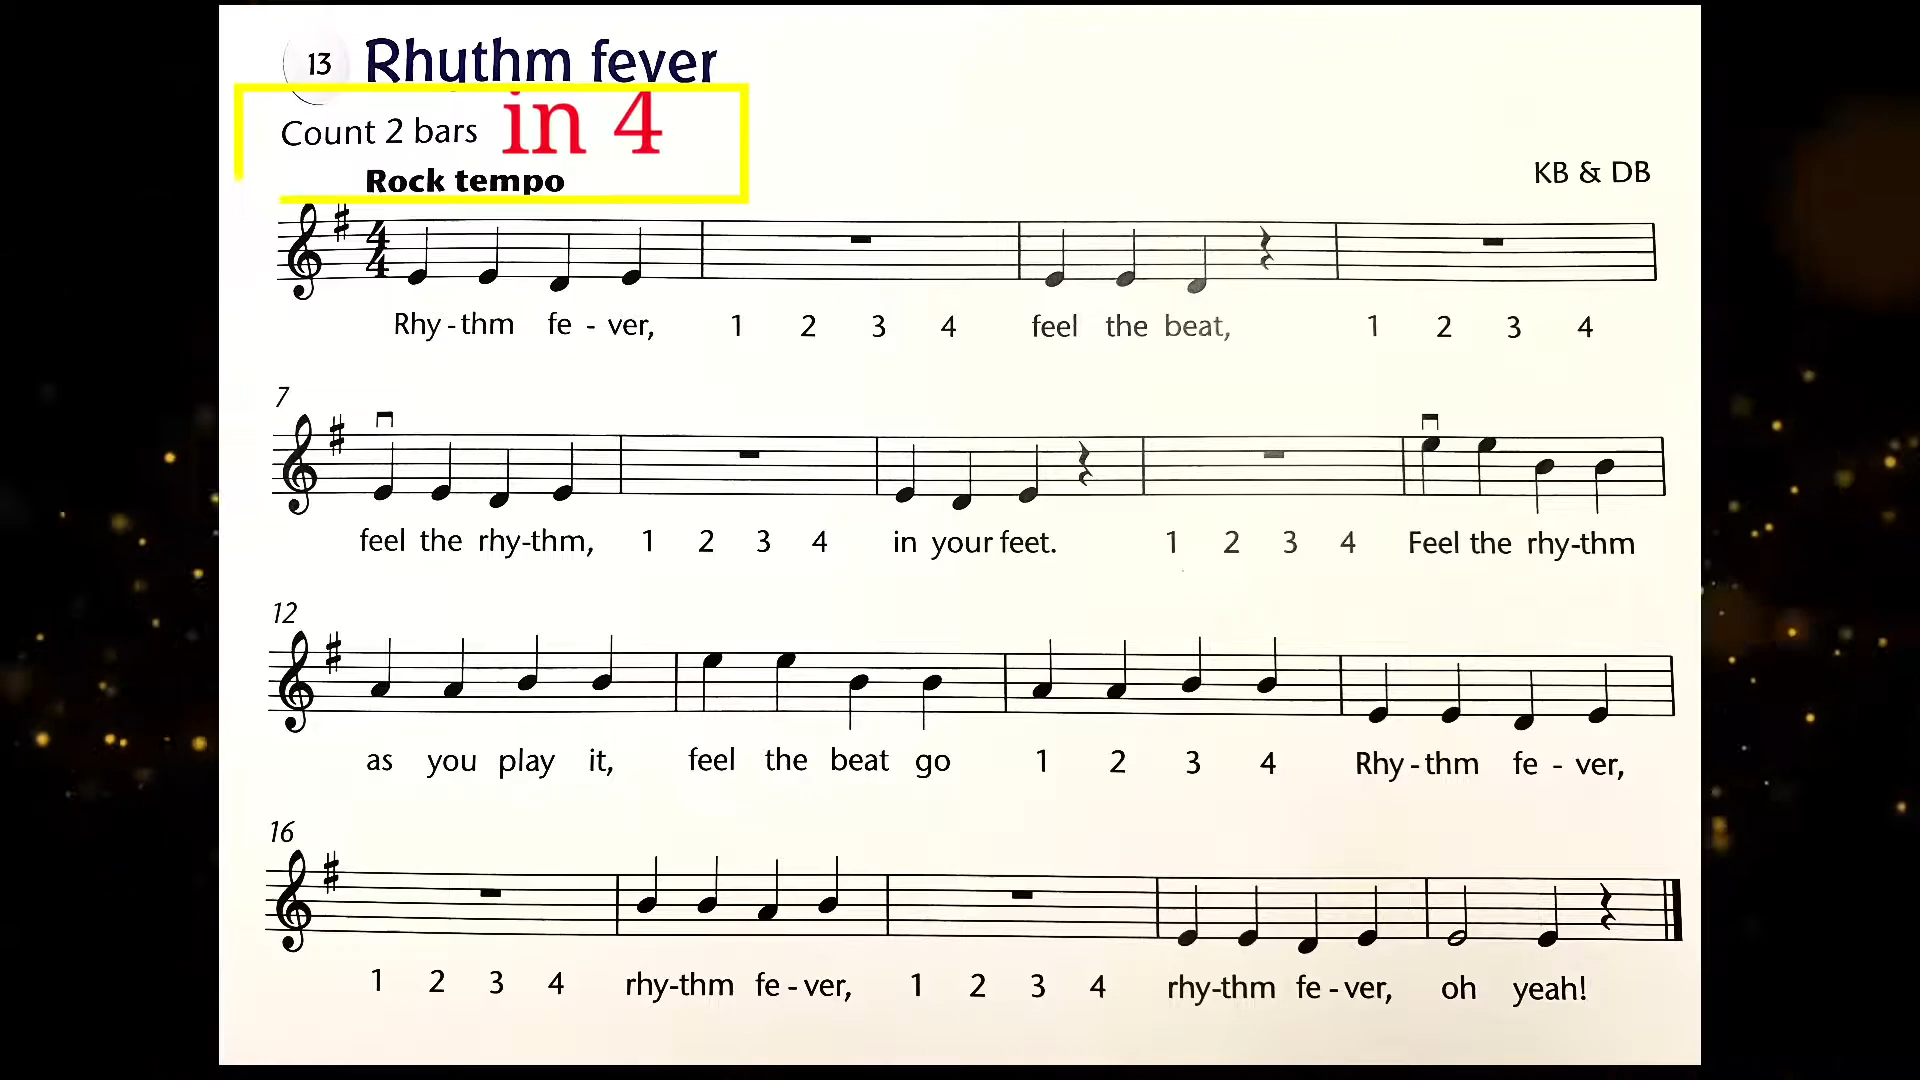 13 Rhythm fever
Count 2 bars in 4
Rock tempo
KB & DB
4
4
Rhy - thm fe - ver, 1 2 3 4 feel the beat, 1 2 3 4
7
feel the rhy-thm, 1 2 3 4 in your feet. 1 2 3 4 Feel the rhy-thm
12
as you play it, feel the beat go 1 2 3 4 Rhy - thm fe - ver,
16
1 2 3 4 rhy-thm fe - ver, 1 2 3 4 rhy-thm fe - ver, oh yeah!